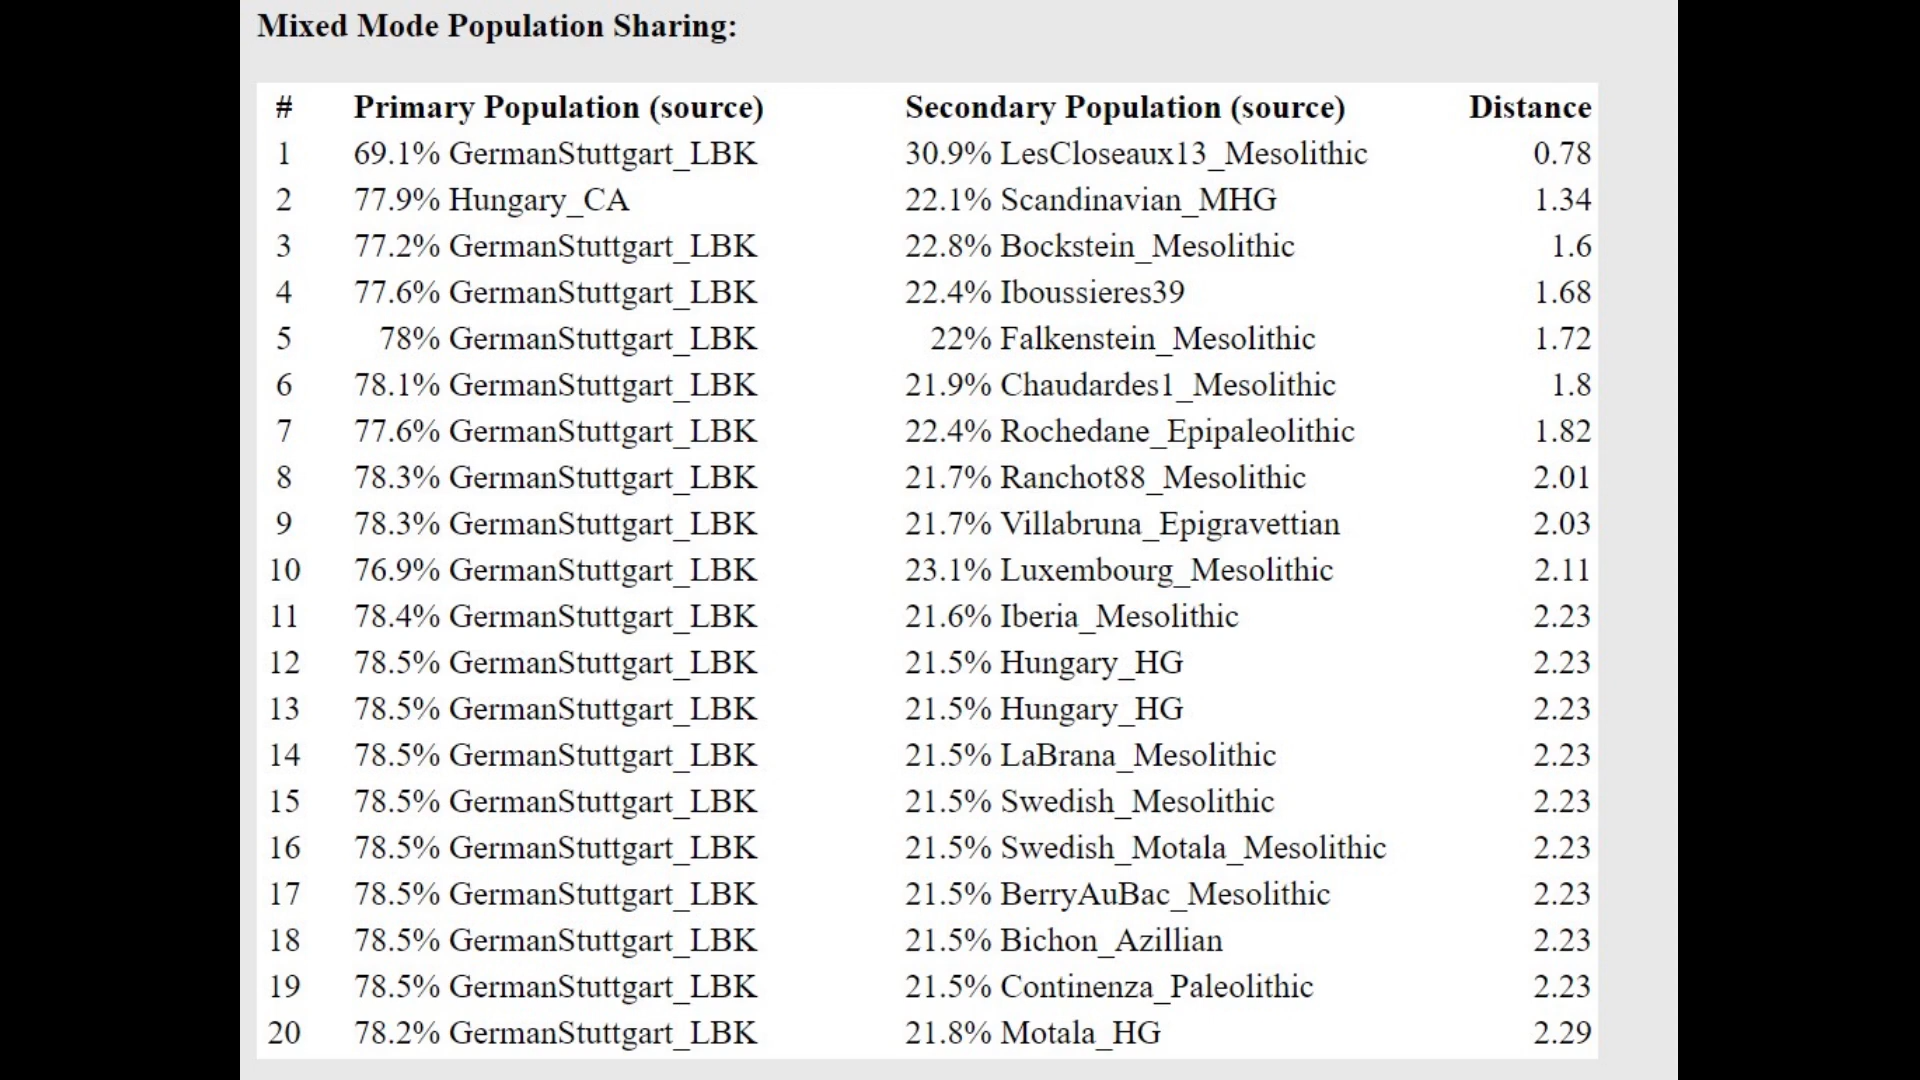 Mixed Mode Population Sharing:
# Primary Population (source) Secondary Population (source) Distance
1 69.1% GermanStuttgart_LBK 30.9% LesCloseaux13_Mesolithic 0.78
2 77.9% Hungary_CA 22.1% Scandinavian_MHG 1.34
3 77.2% GermanStuttgart_LBK 22.8% Bockstein_Mesolithic 1.6
4 77.6% GermanStuttgart_LBK 22.4% Iboussieres39 1.68
5 78% GermanStuttgart_LBK 22% Falkenstein_Mesolithic 1.72
6 78.1% GermanStuttgart_LBK 21.9% Chaudardes1_Mesolithic 1.8
7 77.6% GermanStuttgart_LBK 22.4% Rochedane_Epipaleolithic 1.82
8 78.3% GermanStuttgart_LBK 21.7% Ranchot88_Mesolithic 2.01
9 78.3% GermanStuttgart_LBK 21.7% Villabruna_Epigravettian 2.03
10 76.9% GermanStuttgart_LBK 23.1% Luxembourg_Mesolithic 2.11
11 78.4% GermanStuttgart_LBK 21.6% Iberia_Mesolithic 2.23
12 78.5% GermanStuttgart_LBK 21.5% Hungary_HG 2.23
13 78.5% GermanStuttgart_LBK 21.5% Hungary_HG 2.23
14 78.5% GermanStuttgart_LBK 21.5% LaBrana_Mesolithic 2.23
15 78.5% GermanStuttgart_LBK 21.5% Swedish_Mesolithic 2.23
16 78.5% GermanStuttgart_LBK 21.5% Swedish_Motala_Mesolithic 2.23
17 78.5% GermanStuttgart_LBK 21.5% BerryAuBac_Mesolithic 2.23
18 78.5% GermanStuttgart_LBK 21.5% Bichon_Azillian 2.23
19 78.5% GermanStuttgart_LBK 21.5% Continenza_Paleolithic 2.23
20 78.2% GermanStuttgart_LBK 21.8% Motala_HG 2.29